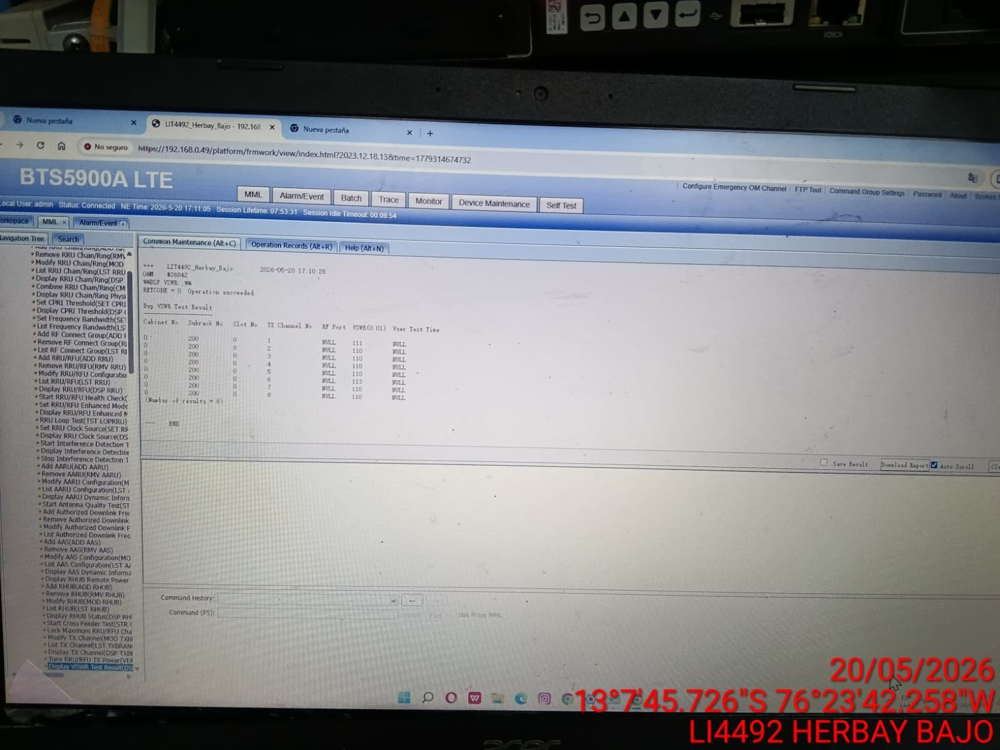 IOIOI
Nueva pestaña
LIT4492_Herbay_Bajo - 192.168
Nueva pestaña
No seguro
https://192.168.0.49/platform/frmwork/view/index.html?2023.12.18.13&time=1779314674732
BTS5900A LTE
MML
Alarm/Event
Batch
Trace
Monitor
Device Maintenance
Self Test
Configure Emergency OM Channel
FTP Tool
Command Group Settings
Password
About
System
Local User: admin Status: Connected NE Time: 2026-5-20 17:11:05 Session Lifetime: 07:53:31 Session Idle Timeout: 00:09:54
orkspace
MML
Alarm/Event
Navigation Tree
Search
Remove RRU Chain/Ring(RMV
Modify RRU Chain/Ring(MOD
List RRU Chain/Ring(LST RRU
Display RRU Chain/Ring(DSP
Combine RRU Chain/Ring(CM
Display RRU Chain/Ring Physi
Set CPRI Threshold(SET CPRI
Display CPRI Threshold(DSP (
Set Frequency Bandwidth(SET
List Frequency Bandwidth(LS
Add RF Connect Group(ADD F
Remove RF Connect Group(RI
List RF Connect Group(LST RI
Add RRU/RFU(ADD RRU)
Remove RRU/RFU(RMV RRU)
Modify RRU/RFU Configuratio
List RRU/RFU(LST RRU)
Display RRU/RFU(DSP RRU)
Start RRU/RFU Health Check(
Set RRU/RFU Enhanced Mode
Display RRU/RFU Enhanced M
RRU Loop Test(TST LOPRRU)
Set RRU Clock Source(SET RF
Display RRU Clock Source(DS
Start Interference Detection T
Display Interference Detection
Stop Interference Detection T
Add AARU(ADD AARU)
Remove AARU(RMV AARU)
Modify AARU Configuration(M
List AARU Configuration(LST
Display AARU Dynamic Inform
Start Antenna Quality Test(ST
Add Authorized Downlink Free
Remove Authorized Downlink
Modify Authorized Downlink F
List Authorized Downlink Freq
Add AAS(ADD AAS)
Remove AAS(RMV AAS)
Modify AAS Configuration(MO
List AAS Configuration(LST A
Display AAS Dynamic Informa
Display RHUB Remote Power
Add RHUB(ADD RHUB)
Remove RHUB(RMV RHUB)
Modify RHUB(MOD RHUB)
List RHUB(LST RHUB)
Display RHUB Status(DSP RHI
Start Cross Feeder Test(STR (
Lock Maximum RRU/RFU Cha
Modify TX Channel(MOD TXBI
List TX Channel(LST TXBRAN
Display TX Channel(DSP TXBF
Tune RRU/RFU TX Power(VEF
Display VSWR Test Result(DS
Common Maintenance (Alt+C)
Operation Records (Alt+R)
Help (Alt+N)
+++ LIT4492_Herbay_Bajo 2026-05-20 17:10:28
O&M #26842
%%DSP VSWR:;%%
RETCODE = 0 Operation succeeded.
Dsp VSWR Test Result
Cabinet No. Subrack No. Slot No. TX Channel No. RF Port VSWR(0.01) Vswr Test Time
0 200 0 1 NULL 111 NULL
0 200 0 2 NULL 110 NULL
0 200 0 3 NULL 110 NULL
0 200 0 4 NULL 110 NULL
0 200 0 5 NULL 110 NULL
0 200 0 6 NULL 113 NULL
0 200 0 7 NULL 110 NULL
0 200 0 8 NULL 110 NULL
(Number of results = 8)
--- END
Save Result
Download Report
Auto Scroll
Command History:
Command (F5):
Assist
Exec
Use Proxy MML
20/05/2026
13°7'45.726"S 76°23'42.258"W
LI4492 HERBAY BAJO
acer